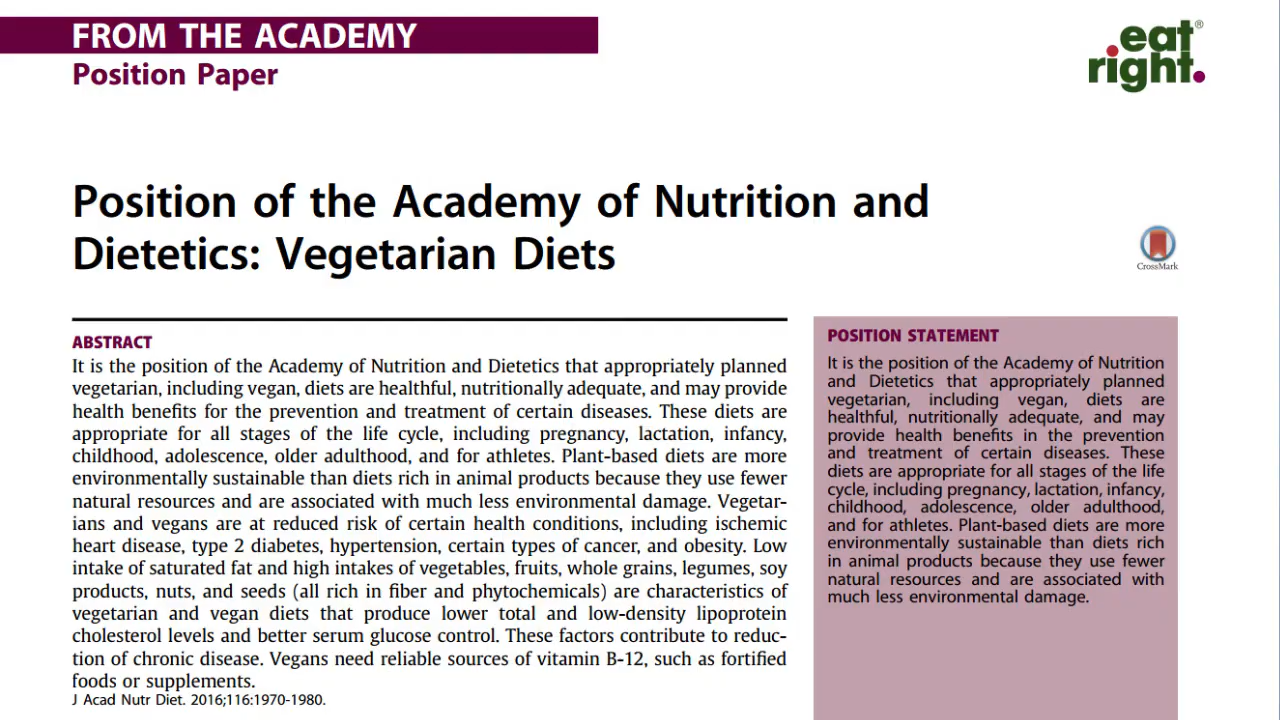 FROM THE ACADEMY
Position Paper
eat
right.
®
Position of the Academy of Nutrition and
Dietetics: Vegetarian Diets
CrossMark
ABSTRACT
It is the position of the Academy of Nutrition and Dietetics that appropriately planned
vegetarian, including vegan, diets are healthful, nutritionally adequate, and may provide
health benefits for the prevention and treatment of certain diseases. These diets are
appropriate for all stages of the life cycle, including pregnancy, lactation, infancy,
childhood, adolescence, older adulthood, and for athletes. Plant-based diets are more
environmentally sustainable than diets rich in animal products because they use fewer
natural resources and are associated with much less environmental damage. Vegetar-
ians and vegans are at reduced risk of certain health conditions, including ischemic
heart disease, type 2 diabetes, hypertension, certain types of cancer, and obesity. Low
intake of saturated fat and high intakes of vegetables, fruits, whole grains, legumes, soy
products, nuts, and seeds (all rich in fiber and phytochemicals) are characteristics of
vegetarian and vegan diets that produce lower total and low-density lipoprotein
cholesterol levels and better serum glucose control. These factors contribute to reduc-
tion of chronic disease. Vegans need reliable sources of vitamin B-12, such as fortified
foods or supplements.
J Acad Nutr Diet. 2016;116:1970-1980.
POSITION STATEMENT
It is the position of the Academy of Nutrition
and Dietetics that appropriately planned
vegetarian, including vegan, diets are
healthful, nutritionally adequate, and may
provide health benefits in the prevention
and treatment of certain diseases. These
diets are appropriate for all stages of the life
cycle, including pregnancy, lactation, infancy,
childhood, adolescence, older adulthood,
and for athletes. Plant-based diets are more
environmentally sustainable than diets rich
in animal products because they use fewer
natural resources and are associated with
much less environmental damage.